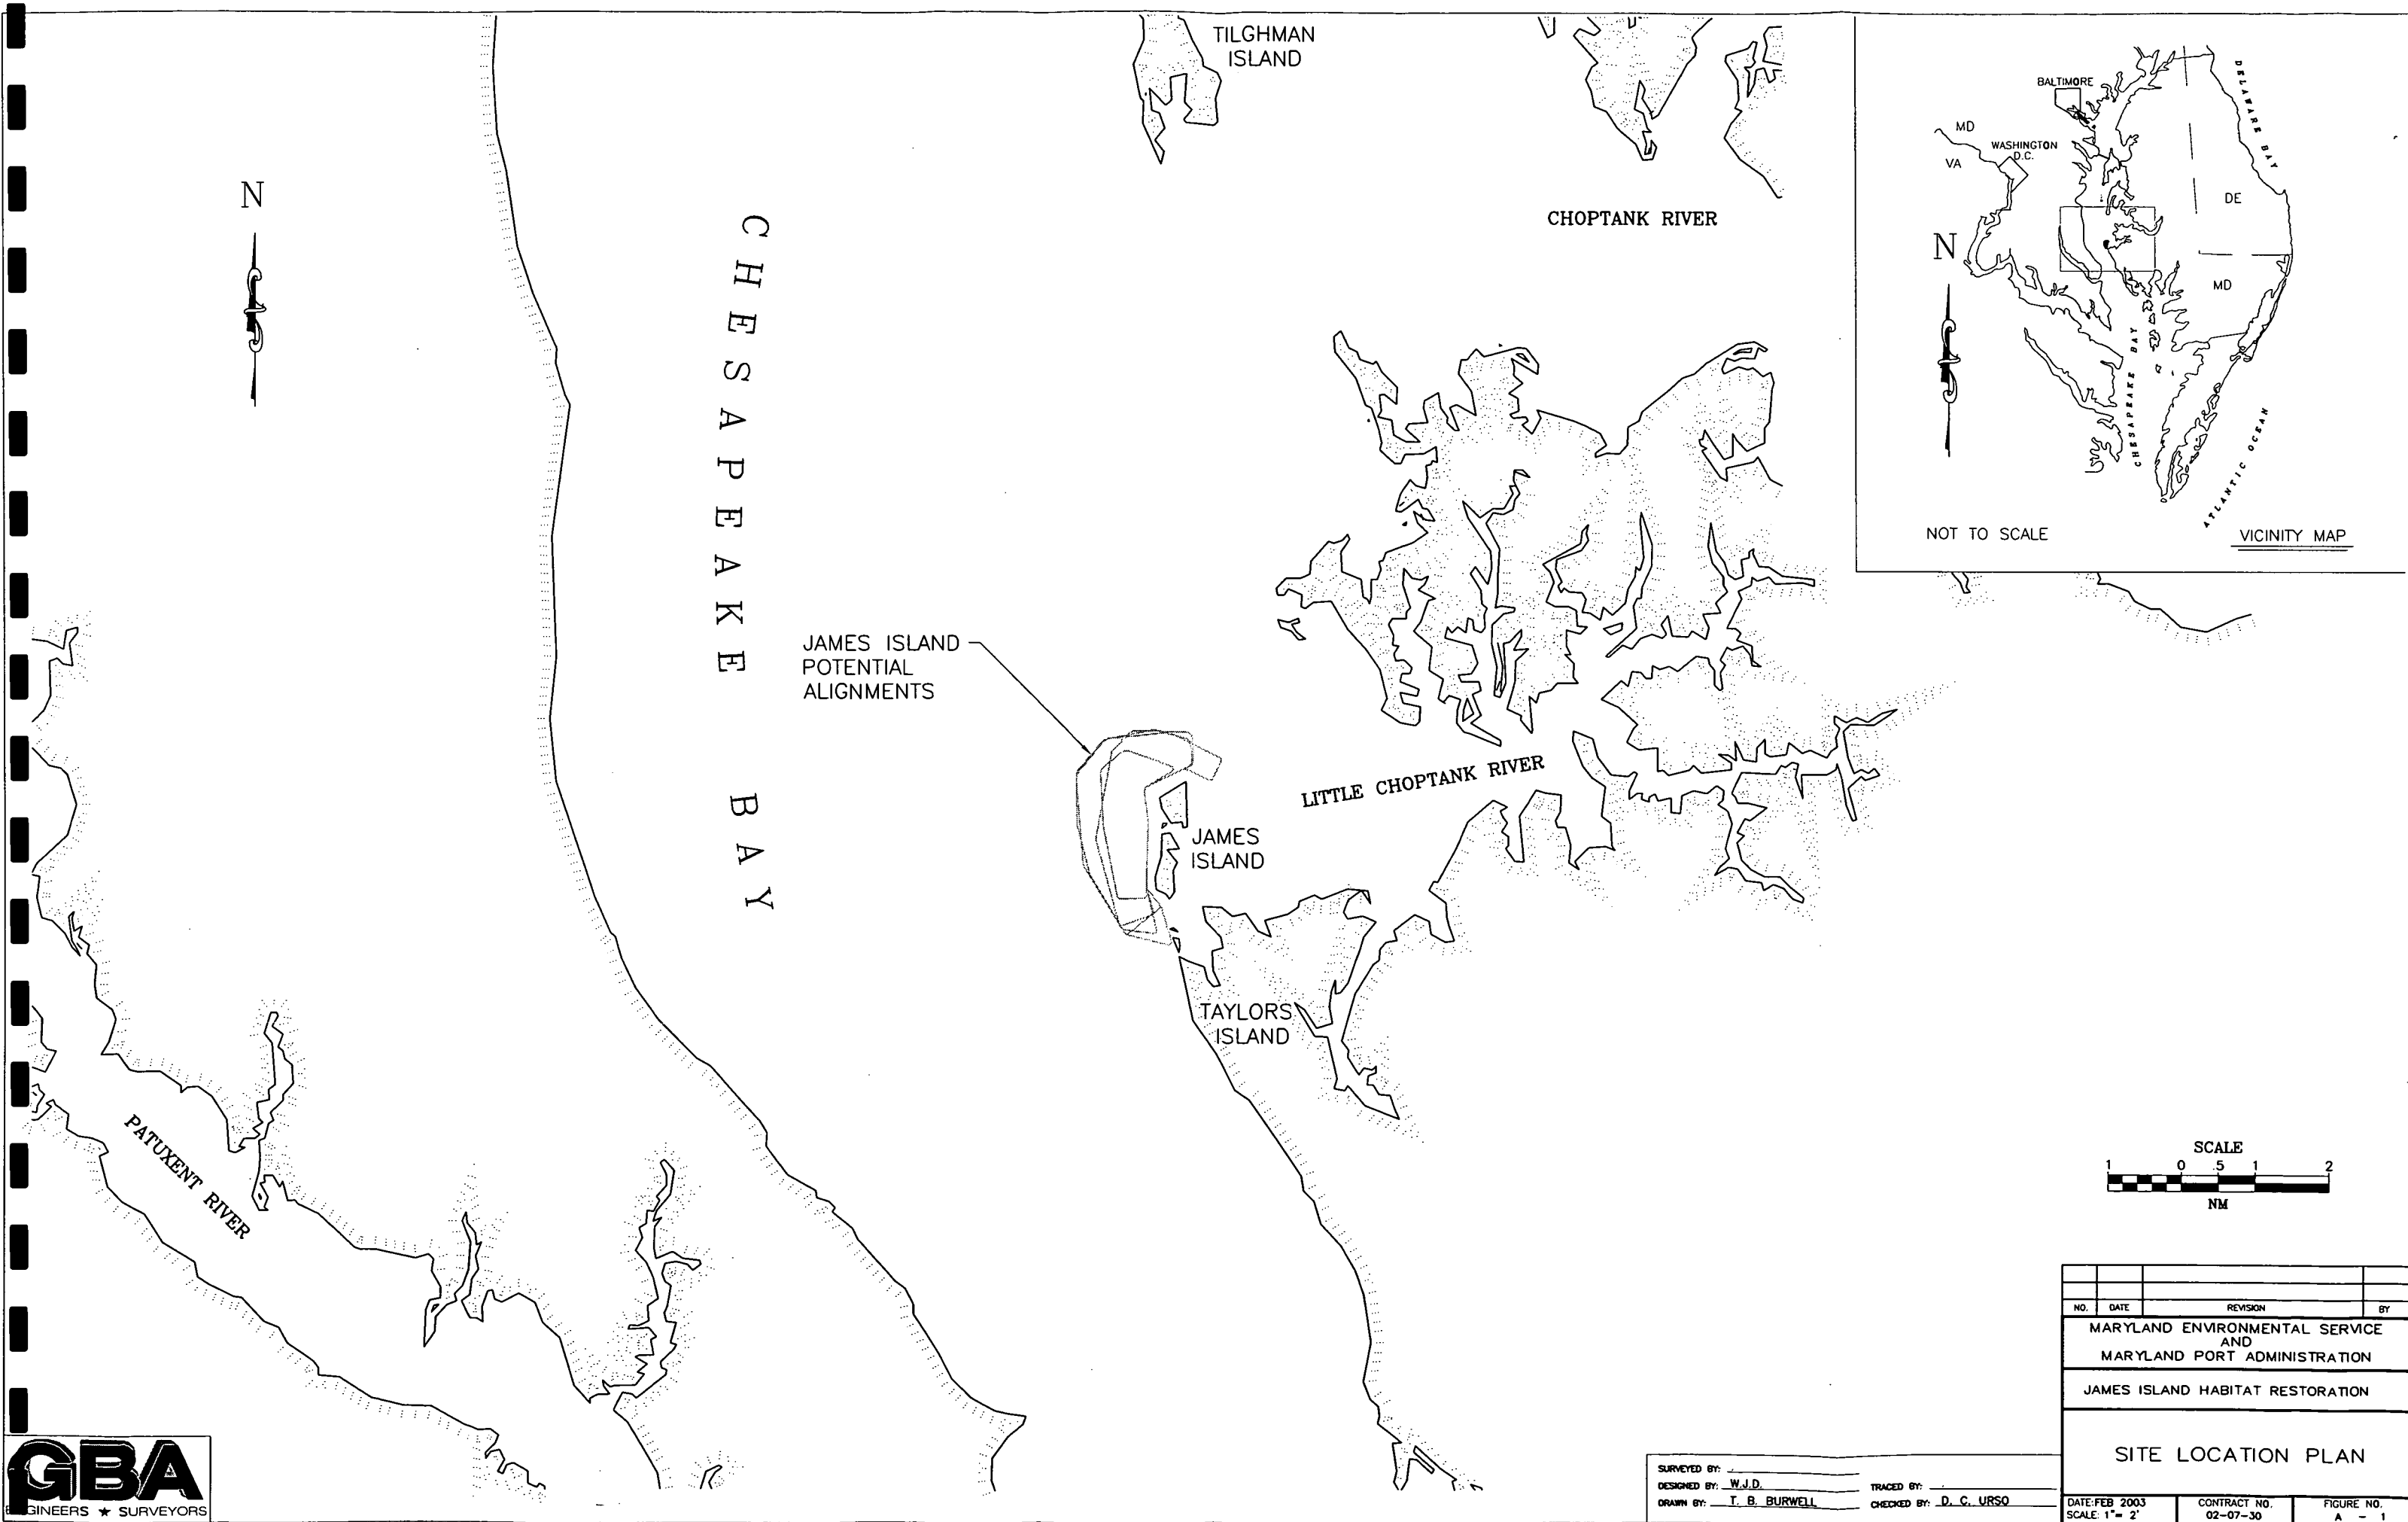 TILGHMAN
ISLAND
N
CHESAPEAKE BAY
CHOPTANK RIVER
BALTIMORE
DELAWARE BAY
MD
WASHINGTON
D.C.
VA
DE
N
MD
CHESAPEAKE BAY
ATLANTIC OCEAN
NOT TO SCALE
VICINITY MAP
JAMES ISLAND
POTENTIAL
ALIGNMENTS
LITTLE CHOPTANK RIVER
JAMES
ISLAND
TAYLORS
ISLAND
PATUXENT RIVER
SCALE
1 0 .5 1 2
NM
NO. DATE REVISION BY
MARYLAND ENVIRONMENTAL SERVICE
AND
MARYLAND PORT ADMINISTRATION
JAMES ISLAND HABITAT RESTORATION
SITE LOCATION PLAN
DATE:FEB 2003
SCALE: 1"= 2'
CONTRACT NO.
02-07-30
FIGURE NO.
A - 1
SURVEYED BY:
DESIGNED BY: W.J.D. TRACED BY:
DRAWN BY: T. B. BURWELL CHECKED BY: D. C. URSO
GBA
GINEERS ★ SURVEYORS